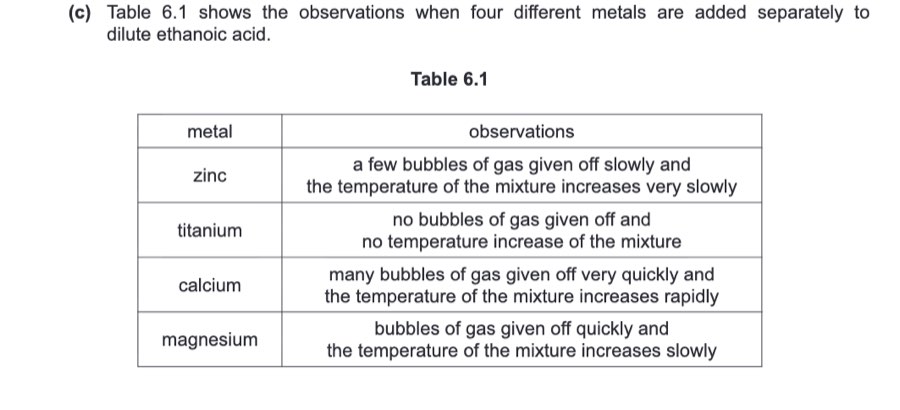 (c) Table 6.1 shows the observations when four different metals are added separately to
dilute ethanoic acid.
Table 6.1
metal observations
zinc a few bubbles of gas given off slowly and
the temperature of the mixture increases very slowly
titanium no bubbles of gas given off and
no temperature increase of the mixture
calcium many bubbles of gas given off very quickly and
the temperature of the mixture increases rapidly
magnesium bubbles of gas given off quickly and
the temperature of the mixture increases slowly